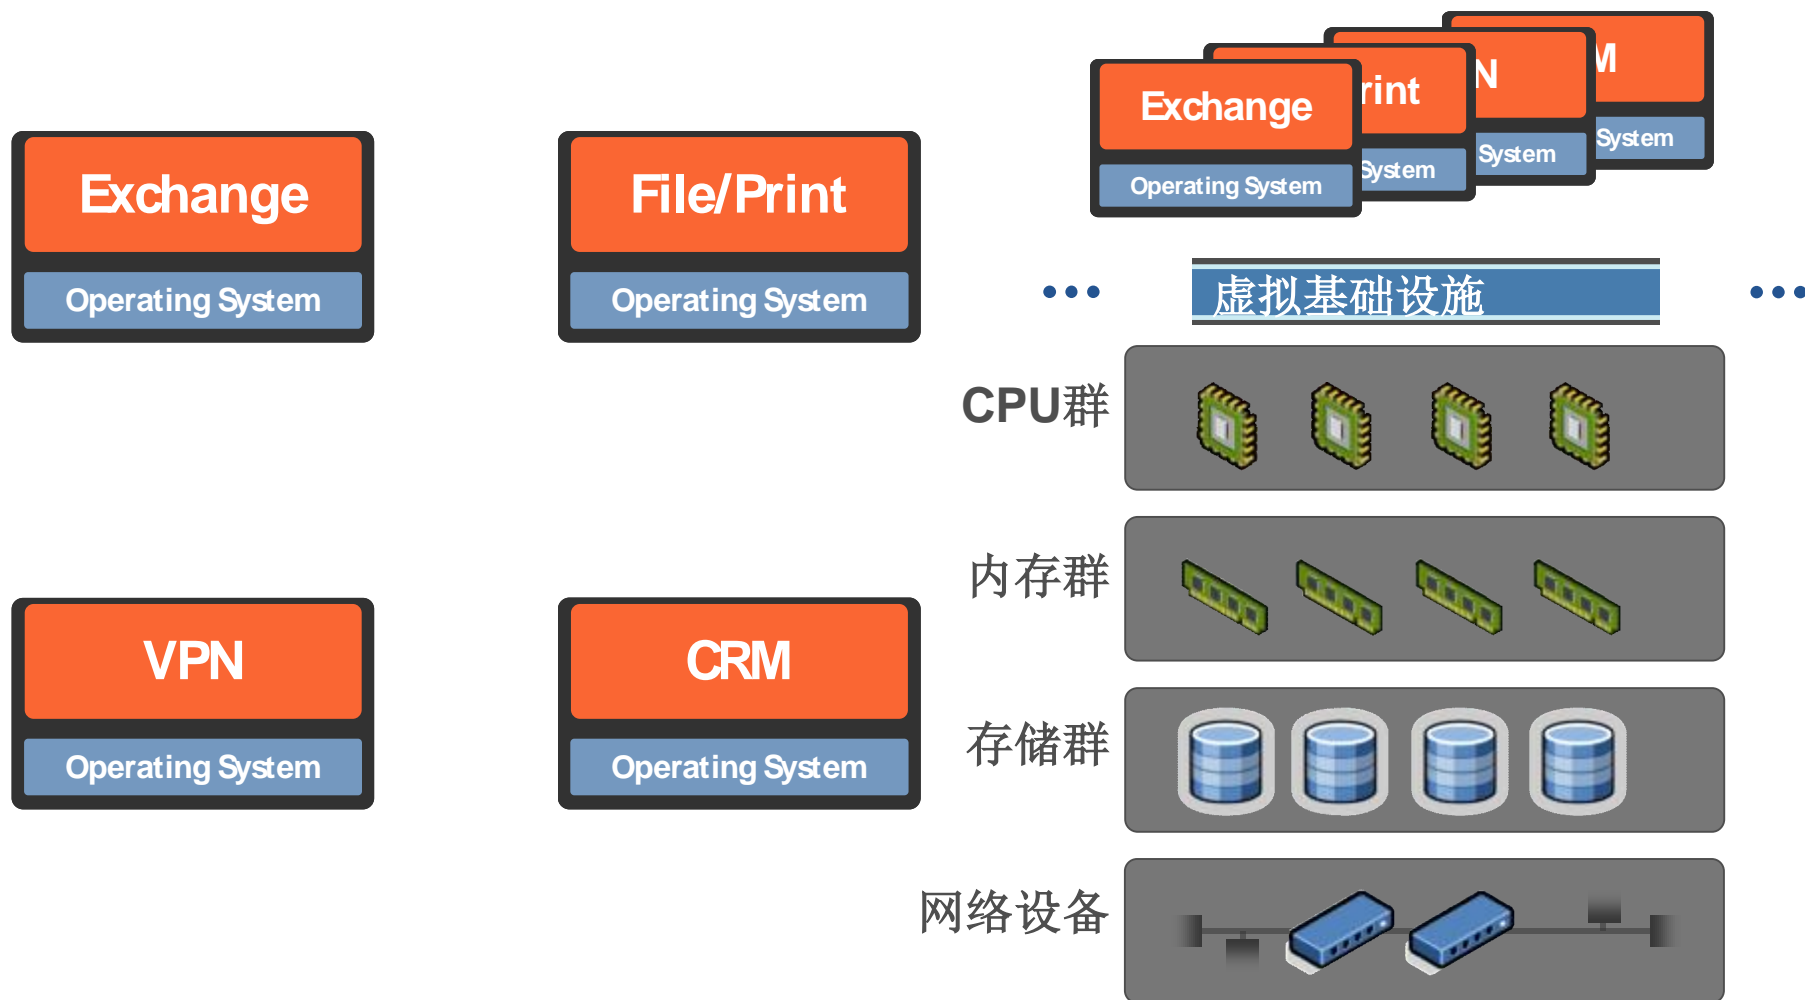 Exchange
Operating System
File/Print
Operating System
VPN
Operating System
CRM
Operating System
Exchange
Operating System
rint
System
N
System
M
System
••• 虚拟基础设施 •••
CPU群
内存群
存储群
网络设备